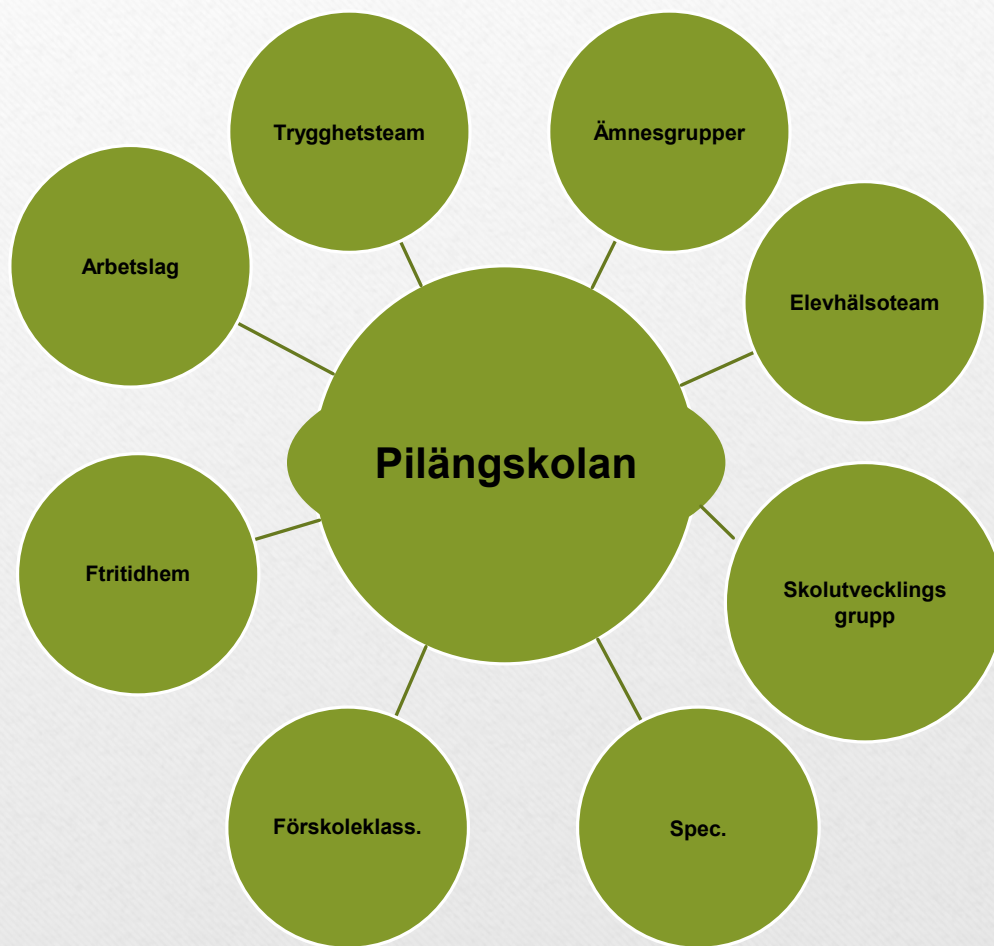 Trygghetsteam
Ämnesgrupper
Arbetslag
Elevhälsoteam
Pilängskolan
Ftritidhem
Skolutvecklings
grupp
Förskoleklass.
Spec.